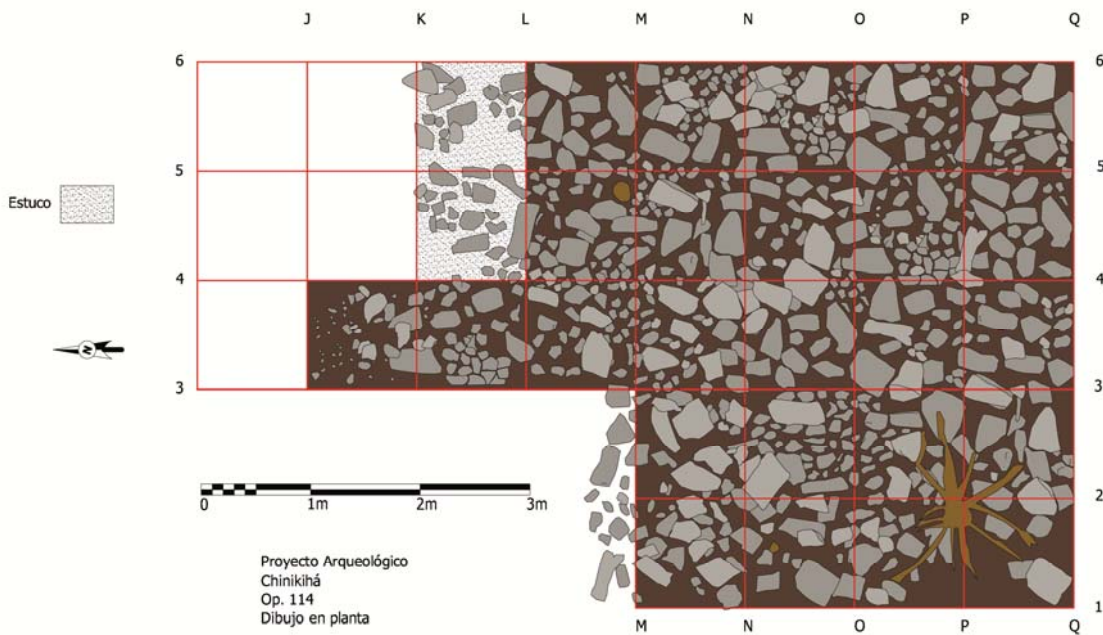 J K L M N O P Q
6 6
5 5
Estuco
4 4
N
3 3
2
0 1m 2m 3m
Proyecto Arqueológico
Chinikihá
Op. 114
Dibujo en planta
1
M N O P Q